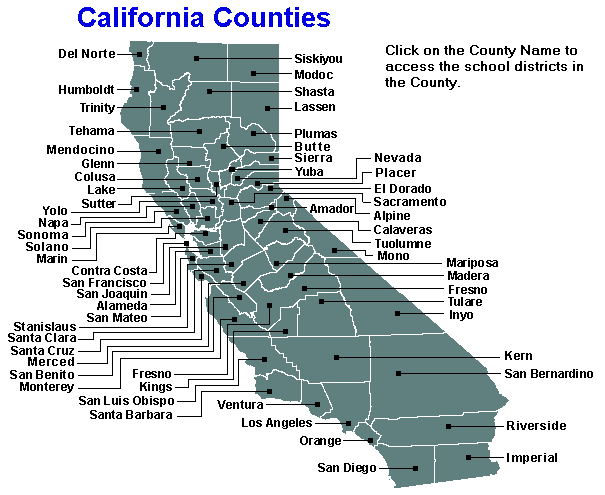 California Counties
Click on the County Name to
access the school districts in
the County.
Del Norte
Humboldt
Trinity
Tehama
Mendocino
Glenn
Colusa
Lake
Sutter
Yolo
Napa
Sonoma
Solano
Marin
Contra Costa
San Francisco
San Joaquin
Alameda
San Mateo
Stanislaus
Santa Clara
Santa Cruz
Merced
San Benito
Monterey
Fresno
Kings
San Luis Obispo
Santa Barbara
Ventura
Los Angeles
Orange
San Diego
Siskiyou
Modoc
Shasta
Lassen
Plumas
Butte
Sierra
Yuba
Nevada
Placer
El Dorado
Sacramento
Amador
Alpine
Calaveras
Tuolumne
Mono
Mariposa
Madera
Fresno
Tulare
Inyo
Kern
San Bernardino
Riverside
Imperial